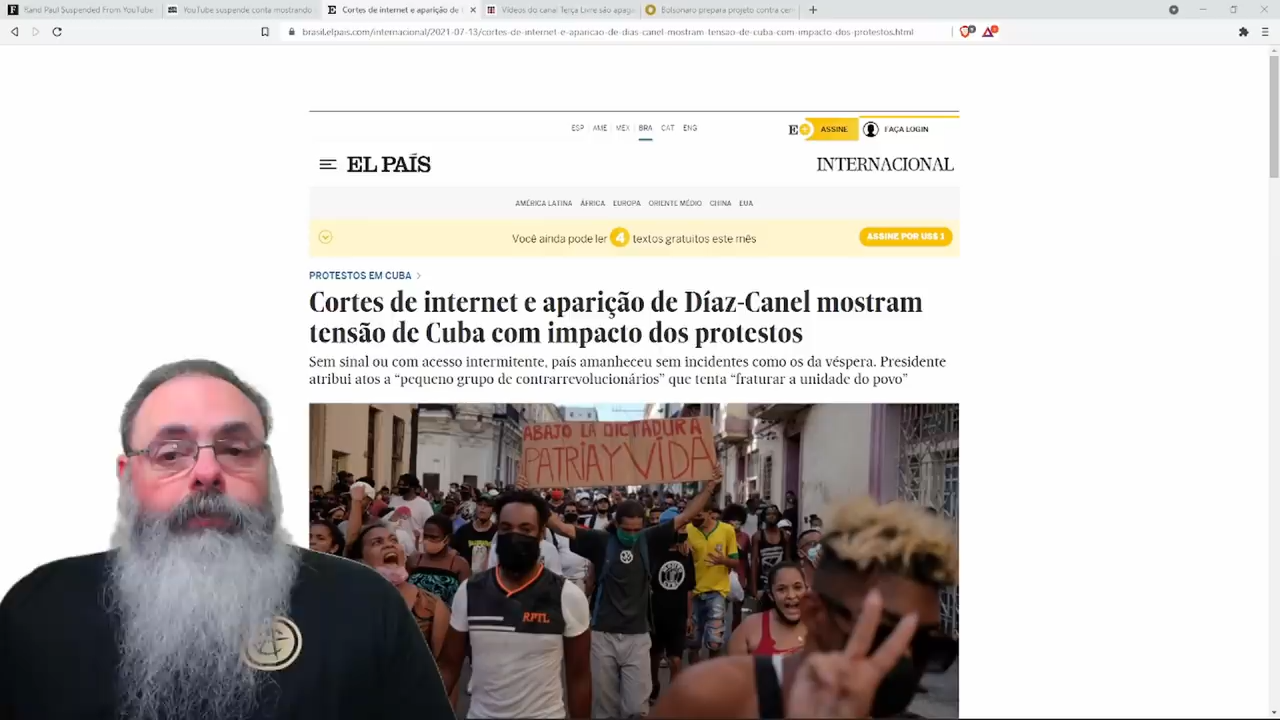 Rand Paul Suspended From YouTube
YouTube suspende conta mostrando
Cortes de internet e aparição de
Vídeos do canal Terça Livre são apag
Bolsonaro prepara projeto contra cen
brasil.elpais.com/internacional/2021-07-13/cortes-de-internet-e-aparicao-de-dias-canel-mostram-tensao-de-cuba-com-impacto-dos-protestos.html
ESP AME MEX BRA CAT ENG
E+ ASSINE FAÇA LOGIN
EL PAÍS INTERNACIONAL
AMÉRICA LATINA ÁFRICA EUROPA ORIENTE MÉDIO CHINA EUA
Você ainda pode ler 4 textos gratuitos este mês ASSINE POR US$ 1
PROTESTOS EM CUBA >
Cortes de internet e aparição de Díaz-Canel mostram
tensão de Cuba com impacto dos protestos
Sem sinal ou com acesso intermitente, país amanheceu sem incidentes como os da véspera. Presidente
atribui atos a “pequeno grupo de contrarrevolucionários” que tenta “fraturar a unidade do povo”
ABAJO LA DICTADURA
PATRIA Y VIDA